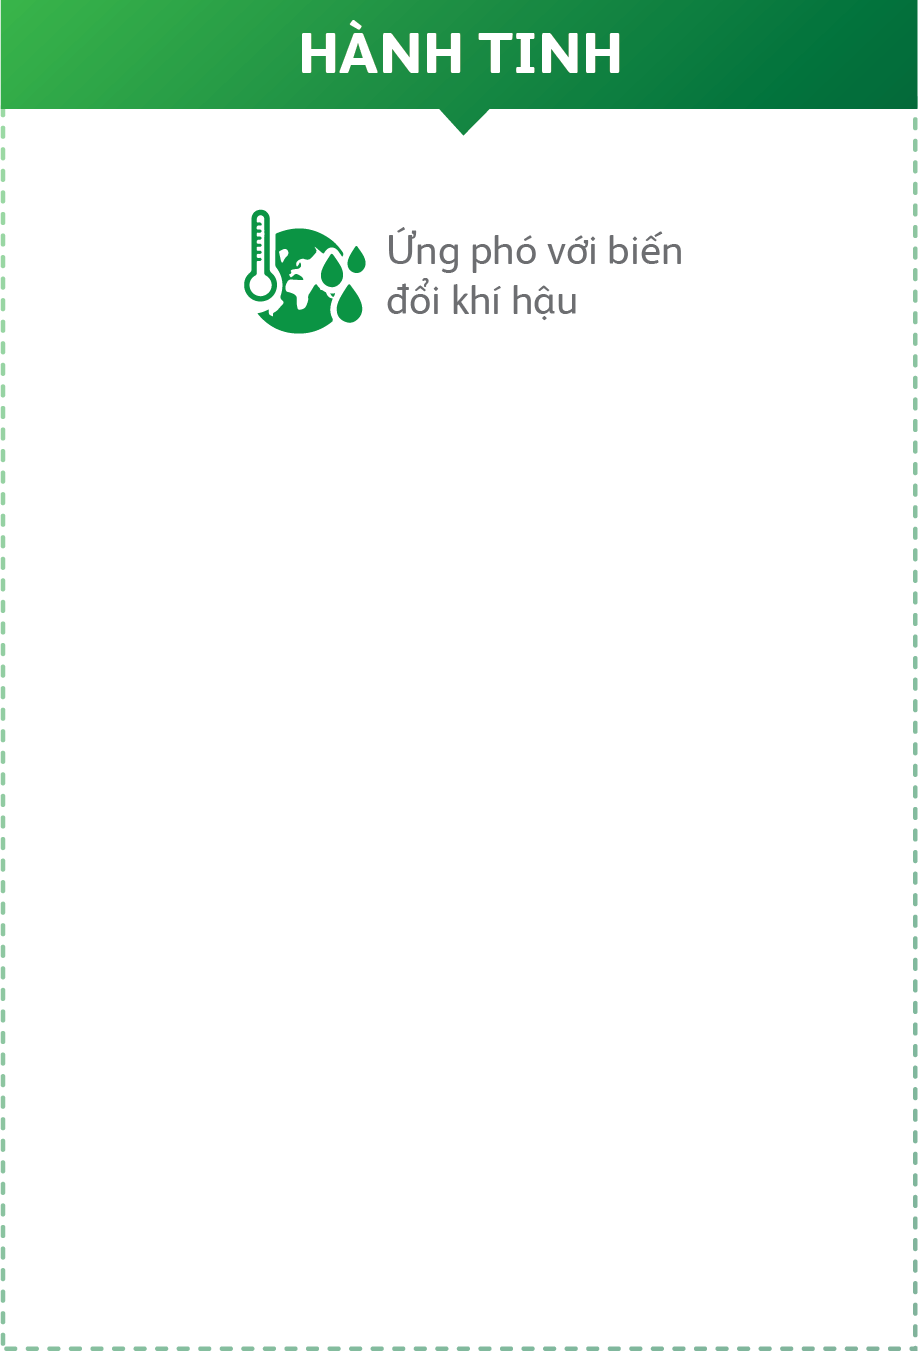 HÀNH TINH
Ứng phó với biến
đổi khí hậu